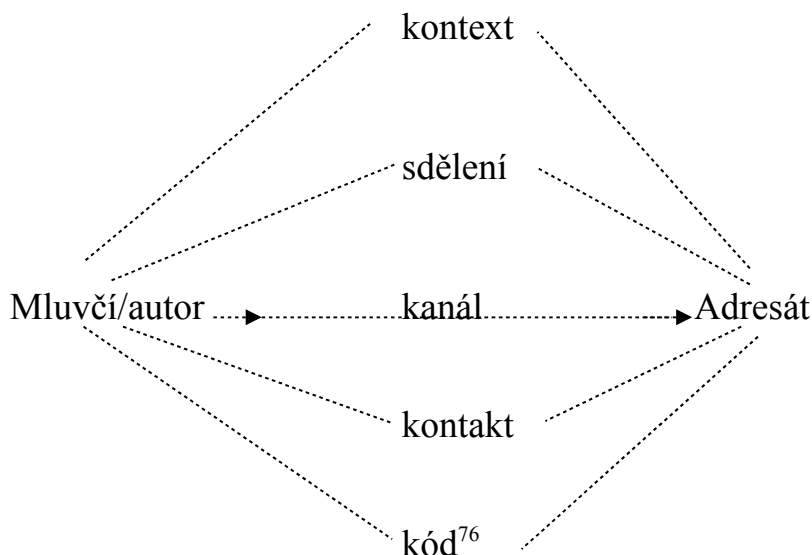 kontext
sdělení
Mluvčí/autor kanál Adresát
kontakt
kód76